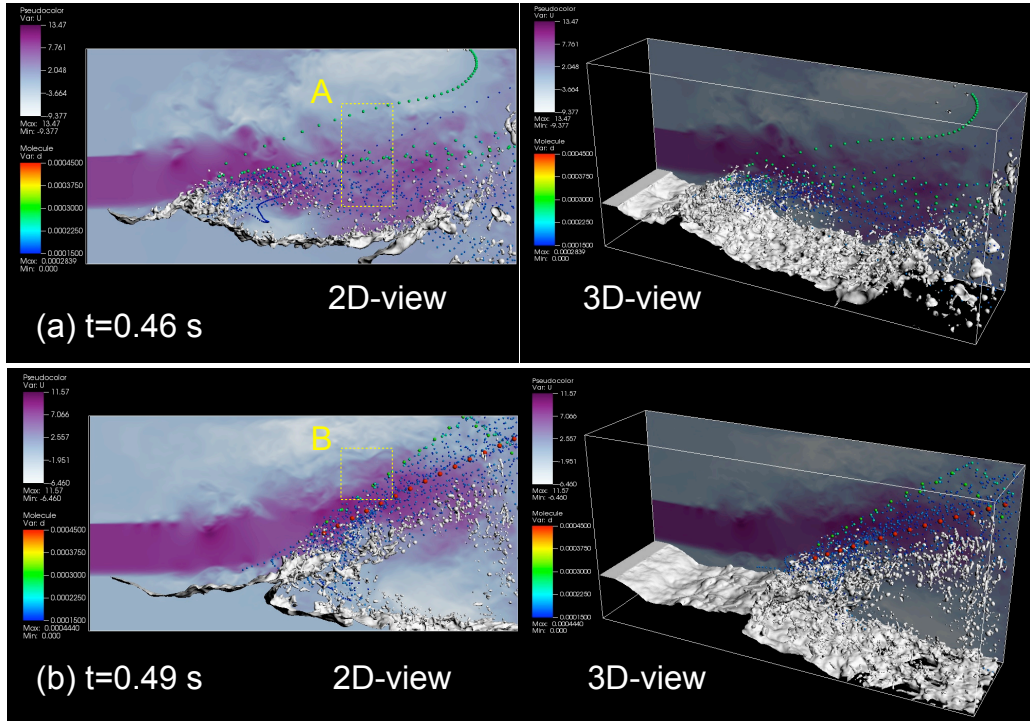 Pseudocolor
Var: U
13.47
7.761
2.048
-3.664
-9.377
Max: 13.47
Min: -9.377
Molecule
Var: d
0.0004500
0.0003750
0.0003000
0.0002250
0.0001500
Max: 0.0002839
Min: 0.000
A
2D-view
(a) t=0.46 s
Pseudocolor
Var: U
13.47
7.761
2.048
-3.664
-9.377
Max: 13.47
Min: -9.377
Molecule
Var: d
0.0004500
0.0003750
0.0003000
0.0002250
0.0001500
Max: 0.0002839
Min: 0.000
3D-view
Pseudocolor
Var: U
11.57
7.066
2.557
-1.951
-6.460
Max: 11.57
Min: -6.460
Molecule
Var: d
0.0004500
0.0003750
0.0003000
0.0002250
0.0001500
Max: 0.0004440
Min: 0.000
B
2D-view
(b) t=0.49 s
Pseudocolor
Var: U
11.57
7.066
2.557
-1.951
-6.460
Max: 11.57
Min: -6.460
Molecule
Var: d
0.0004500
0.0003750
0.0003000
0.0002250
0.0001500
Max: 0.0004440
Min: 0.000
3D-view